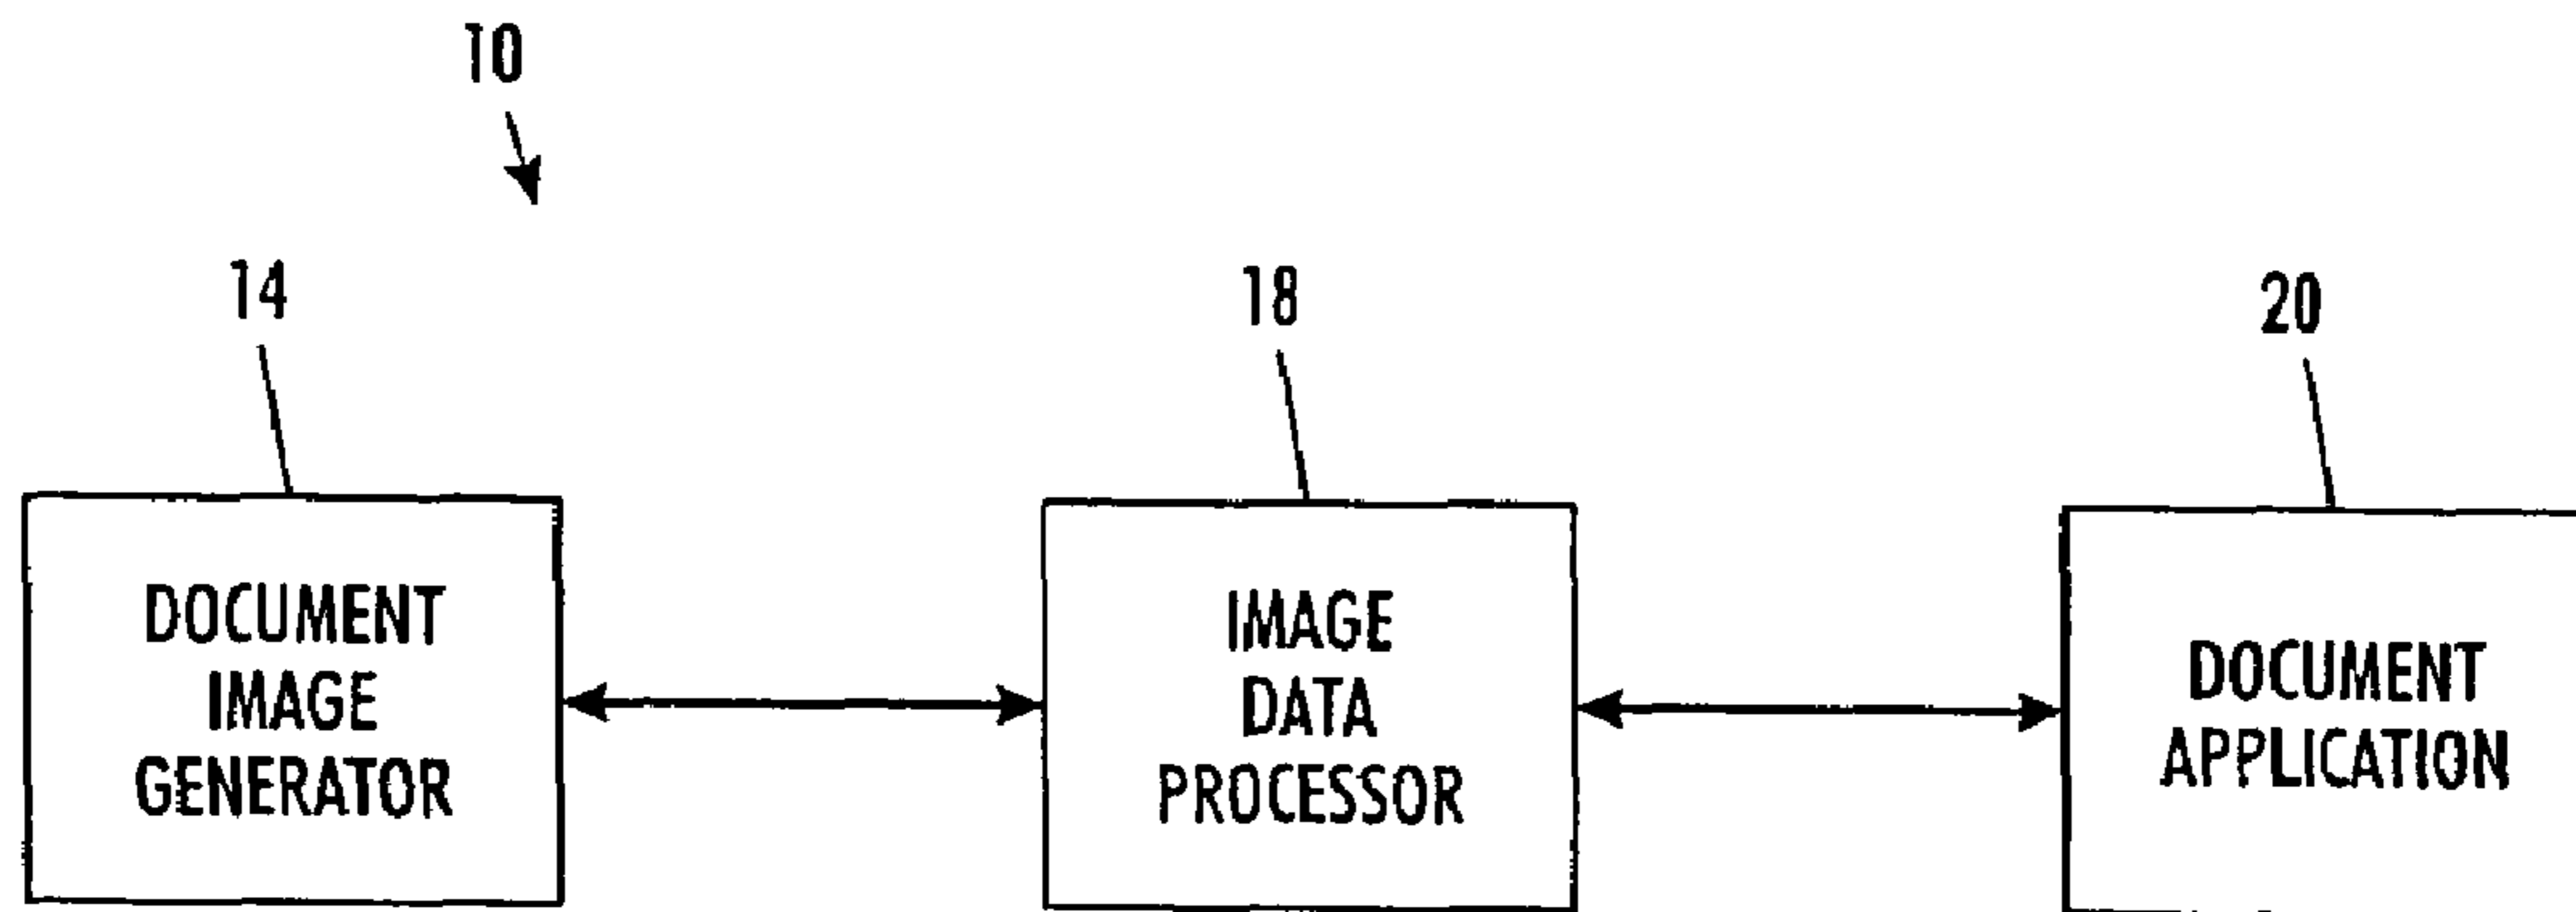 10
14
18
20
DOCUMENT
IMAGE
GENERATOR
IMAGE
DATA
PROCESSOR
DOCUMENT
APPLICATION